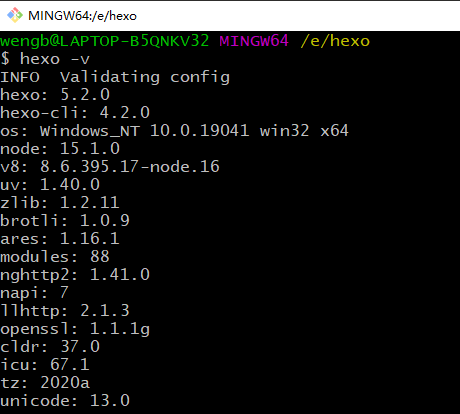 MINGW64:/e/hexo
wengb@LAPTOP-B5QNKV32 MINGW64 /e/hexo
$ hexo -v
INFO  Validating config
hexo: 5.2.0
hexo-cli: 4.2.0
os: Windows_NT 10.0.19041 win32 x64
node: 15.1.0
v8: 8.6.395.17-node.16
uv: 1.40.0
zlib: 1.2.11
brotli: 1.0.9
ares: 1.16.1
modules: 88
nghttp2: 1.41.0
napi: 7
llhttp: 2.1.3
openssl: 1.1.1g
cldr: 37.0
icu: 67.1
tz: 2020a
unicode: 13.0